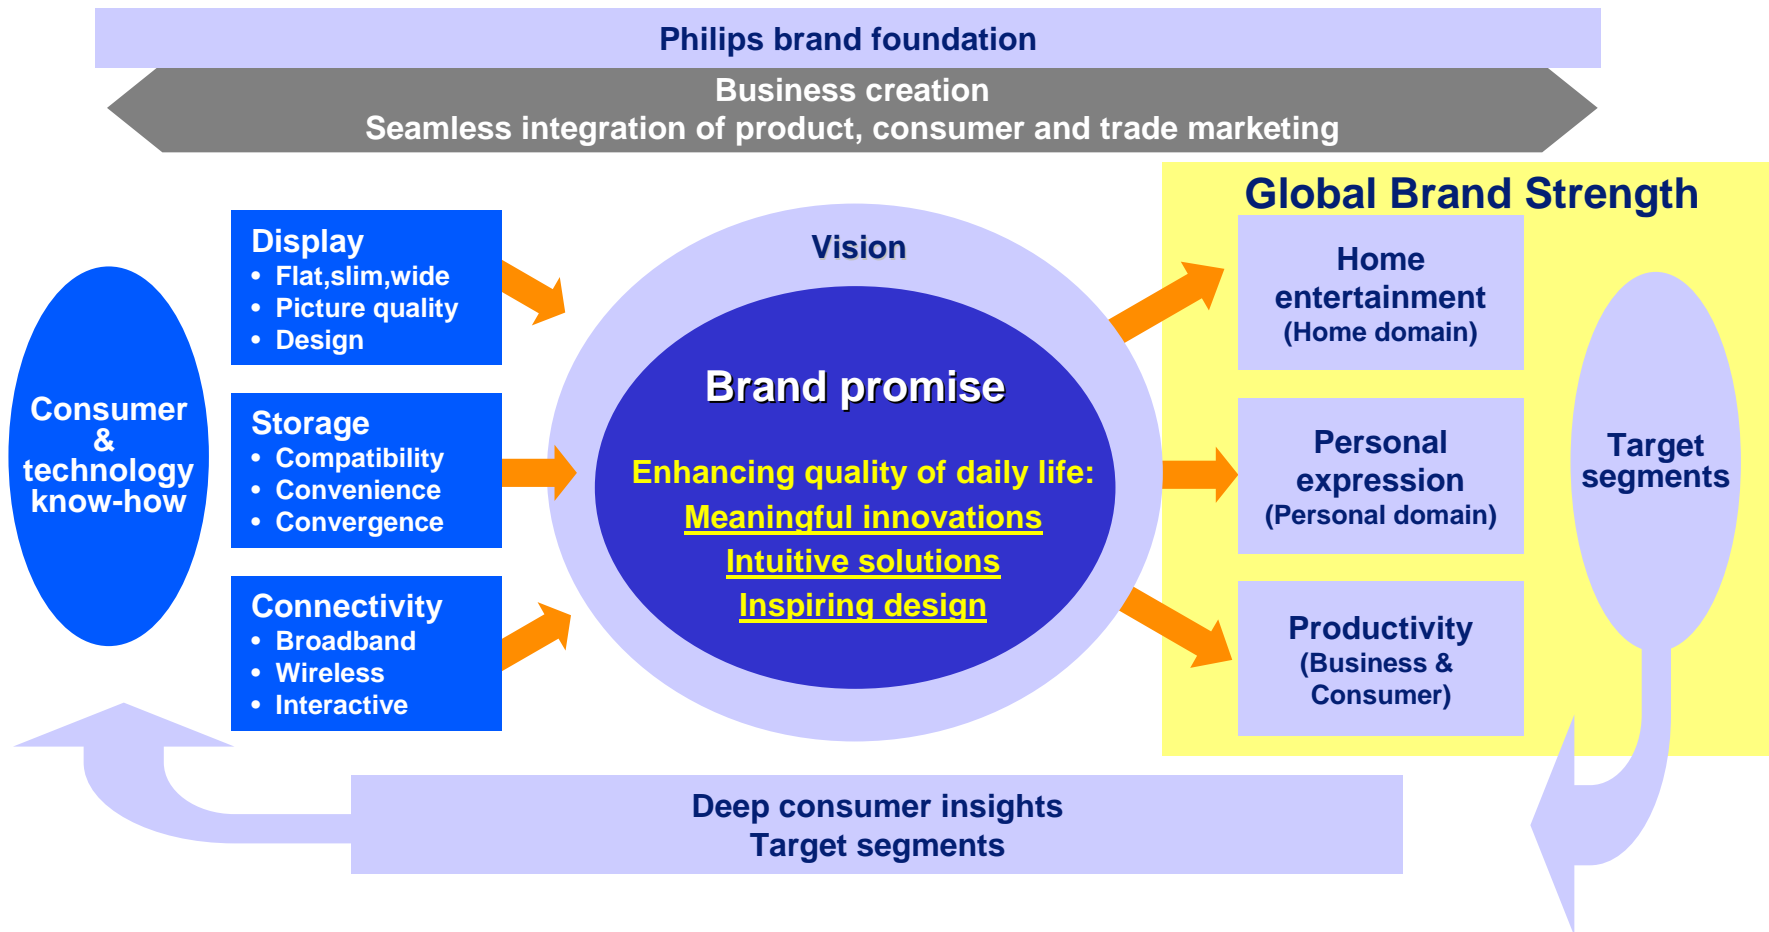 Philips brand foundation
Business creation
Seamless integration of product, consumer and trade marketing
Consumer
&
technology
know-how
Display
• Flat,slim,wide
• Picture quality
• Design
Storage
• Compatibility
• Convenience
• Convergence
Connectivity
• Broadband
• Wireless
• Interactive
Vision
Brand promise
Enhancing quality of daily life:
Meaningful innovations
Intuitive solutions
Inspiring design
Global Brand Strength
Home
entertainment
(Home domain)
Personal
expression
(Personal domain)
Productivity
(Business &
Consumer)
Target
segments
Deep consumer insights
Target segments